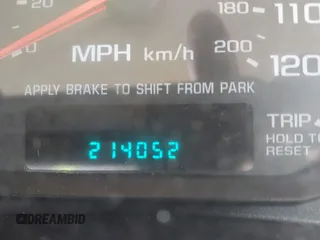 20
0
MPH km/h
180
110
200
120
APPLY BRAKE TO SHIFT FROM PARK
214052
TRIP
HOLD TO
RESET
DREAMBID